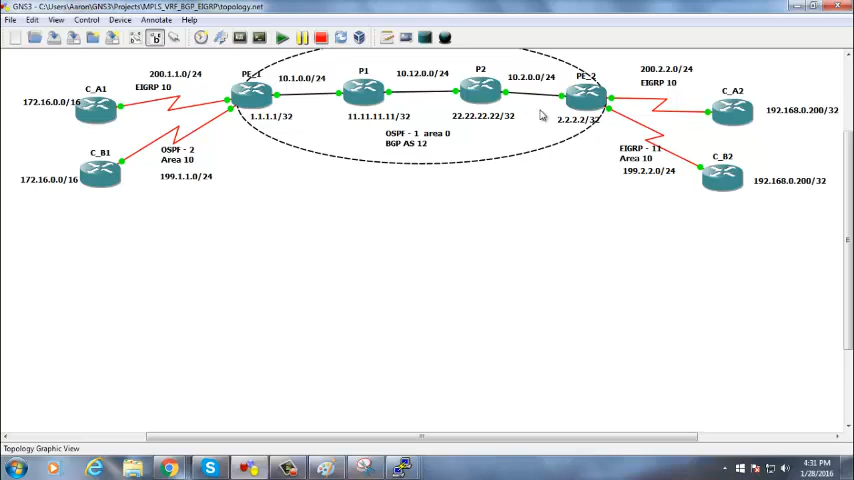 GNS3 - C:\Users\Aaron\GNS3\Projects\MPLS_VRF_BGP_EIGRP\topology.net
File Edit View Control Device Annotate Help
200.1.1.0/24
EIGRP 10
C_A1
172.16.0.0/16
PE_1
10.1.0.0/24
P1
10.12.0.0/24
P2
10.2.0.0/24
PE_2
200.2.2.0/24
EIGRP 10
C_A2
192.168.0.200/32
1.1.1.1/32
11.11.11.11/32
22.22.22.22/32
2.2.2.2/32
OSPF - 1 area 0
BGP AS 12
C_B1
172.16.0.0/16
OSPF - 2
Area 10
199.1.1.0/24
EIGRP - 11
Area 10
199.2.2.0/24
C_B2
192.168.0.200/32
Topology Graphic View
4:31 PM
1/28/2016